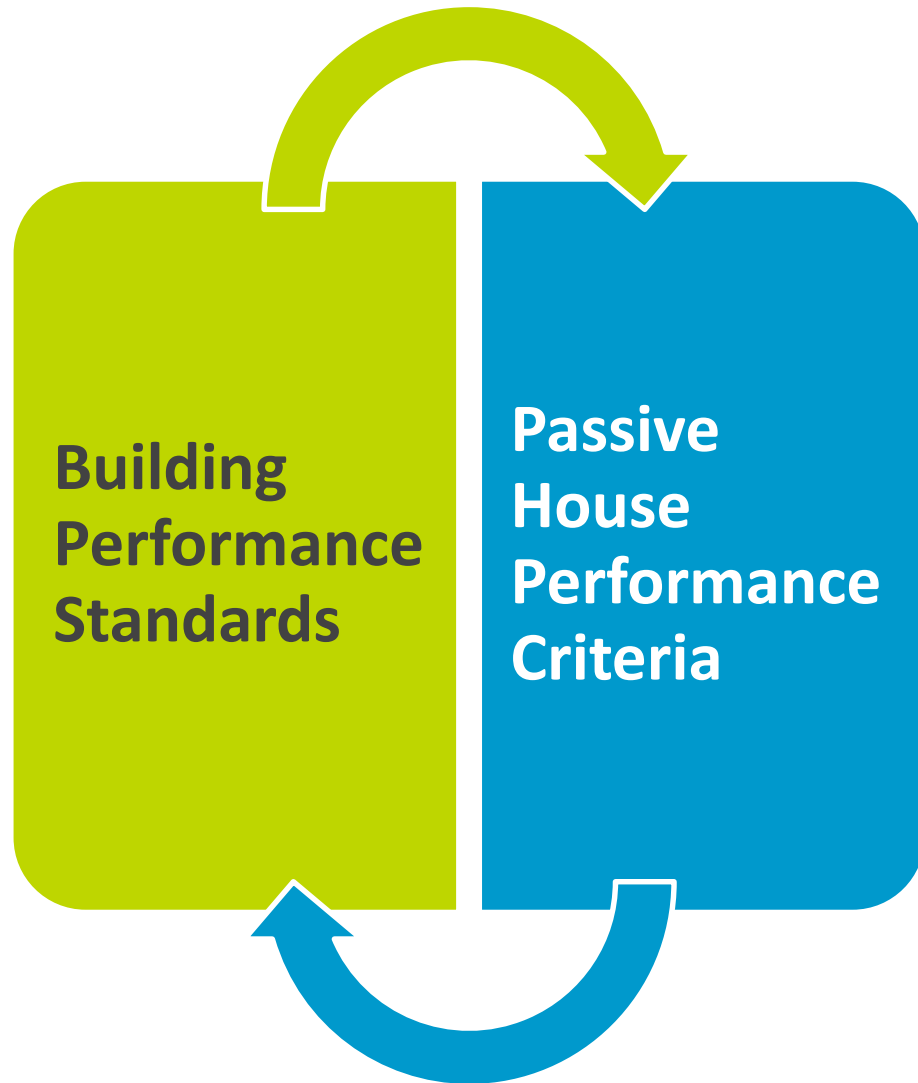 Building
Performance
Standards
Passive
House
Performance
Criteria